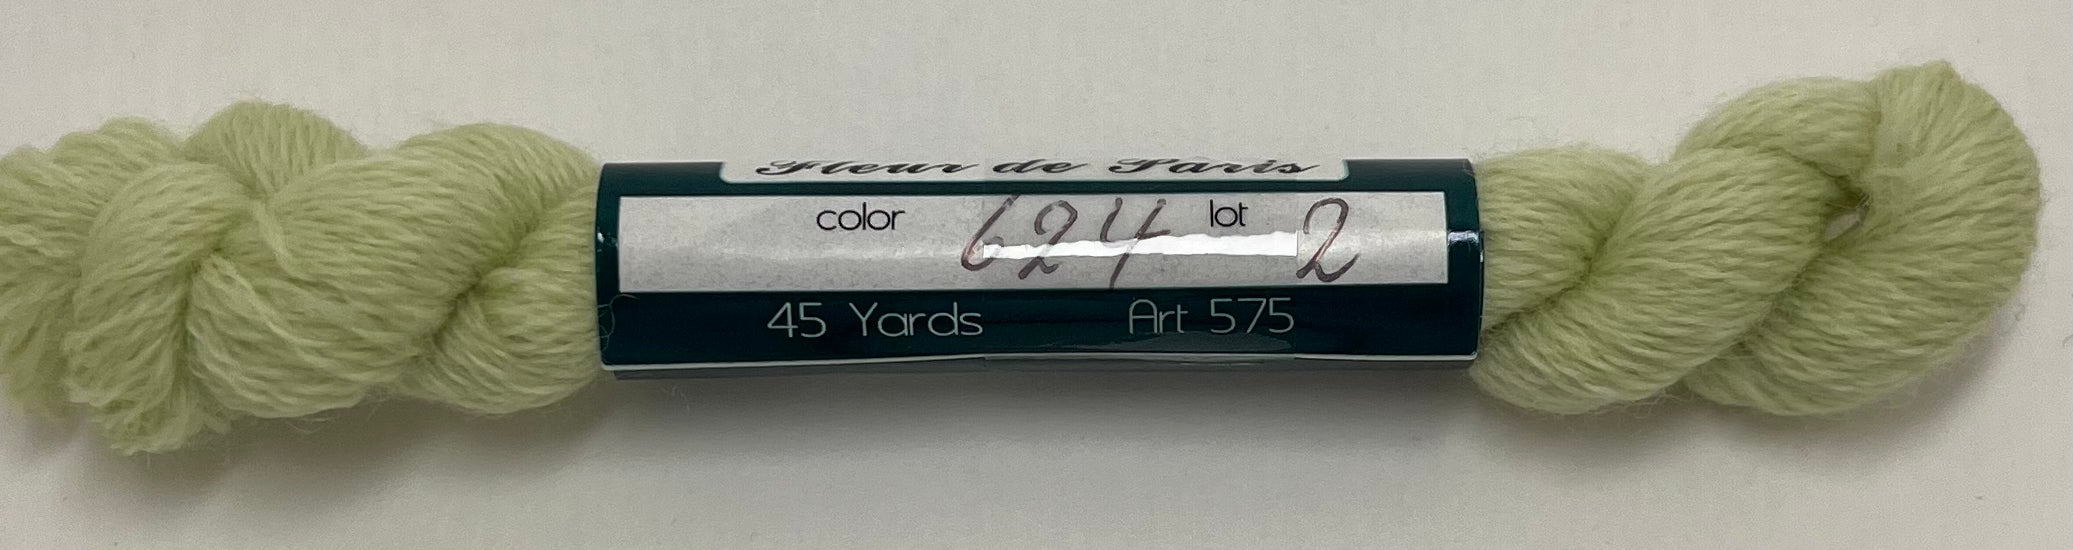 Fleur de Paris
color 624 lot 2
45 Yards Art 575